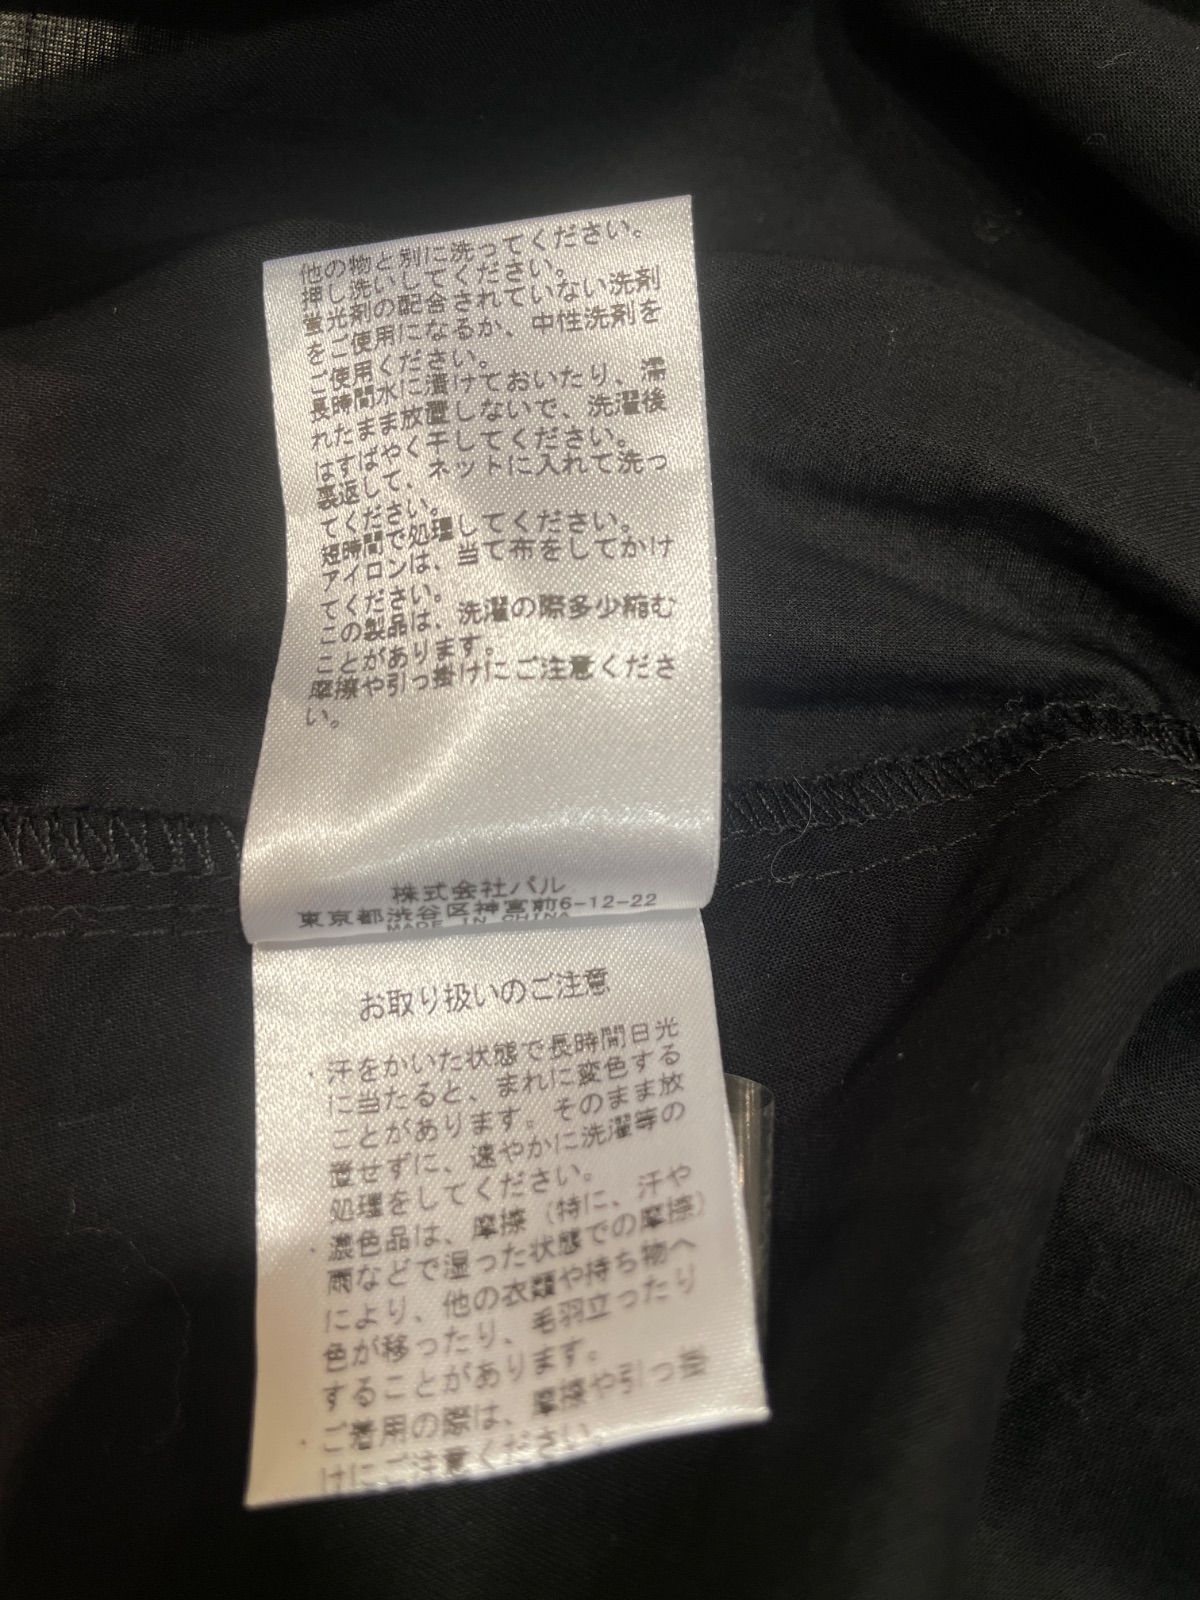 他の物と別に洗ってください。
押し洗いしてください。
蛍光剤の配合されていない洗剤
をご使用になるか、中性洗剤を
ご使用ください。
長時間水に漬けておいたり、濡
れたまま放置しないで、洗濯後
はすばやく干してください。
裏返して、ネットに入れて洗っ
てください。
短時間で処理してください。
アイロンは、当て布をしてかけ
てください。
この製品は、洗濯の際多少縮む
ことがあります。
摩擦や引っ掛けにご注意くださ
い。
株式会社パル
東京都渋谷区神宮前6-12-22
MADE IN CHINA
お取り扱いのご注意
・汗をかいた状態で長時間日光
に当たると、まれに変色する
ことがあります。そのまま放
置せずに、速やかに洗濯等の
処理をしてください。
・濃色品は、摩擦（特に、汗や
雨などで湿った状態での摩擦）
により、他の衣類や持ち物へ
色が移ったり、毛羽立ったり
することがあります。
・ご着用の際は、摩擦や引っ掛
けにご注意ください。